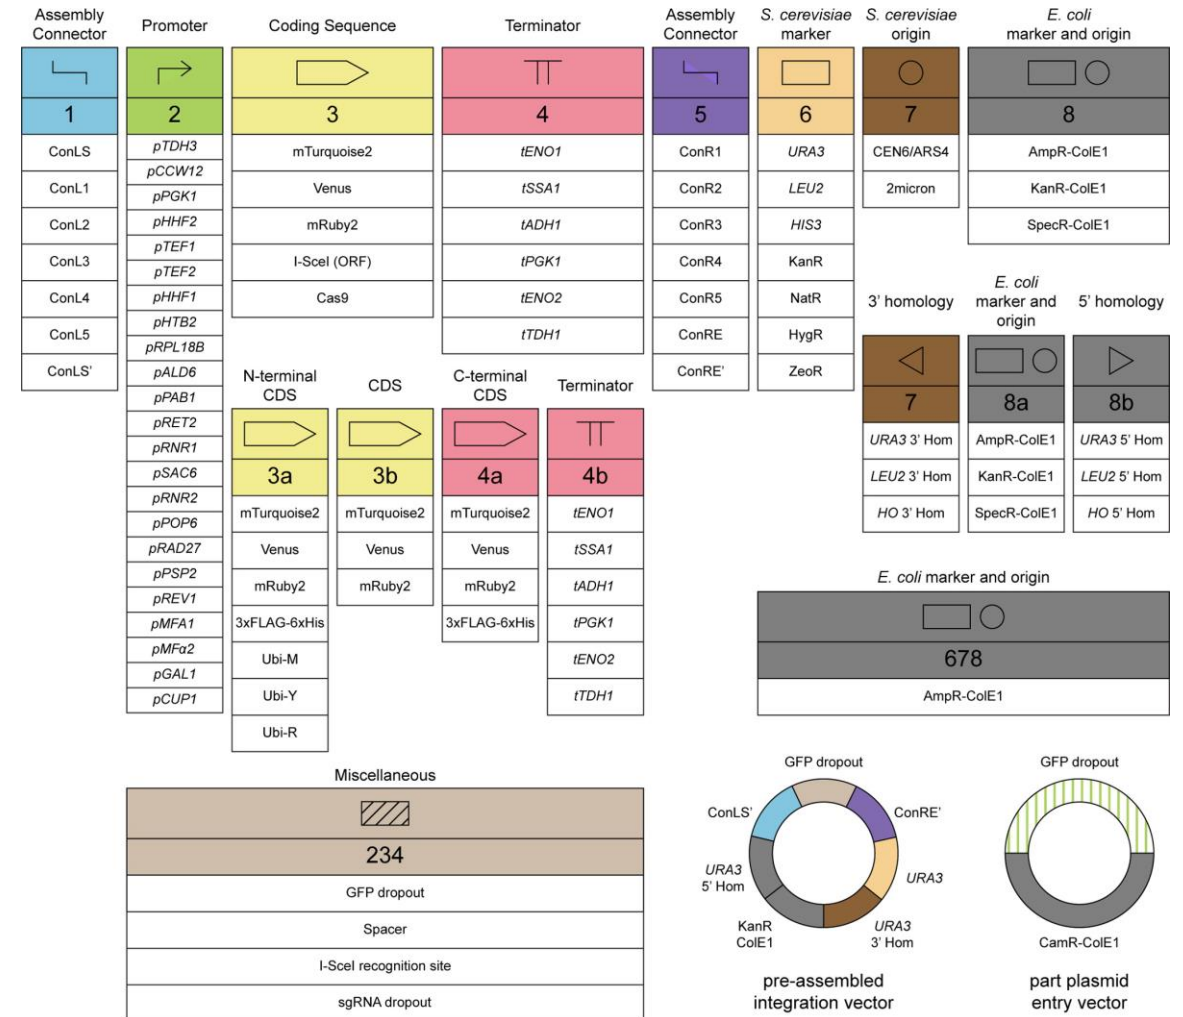 Assembly
Connector
Promoter
Coding Sequence
Terminator
Assembly
Connector
S. cerevisiae
marker
S. cerevisiae
origin
E. coli
marker and origin
1
2
3
4
5
6
7
8
ConLS
ConL1
ConL2
ConL3
ConL4
ConL5
ConLS'
pTDH3
pCCW12
pPGK1
pHHF2
pTEF1
pTEF2
pHHF1
pHTB2
pRPL18B
pALD6
pPAB1
pRET2
pRNR1
pSAC6
pRNR2
pPOP6
pRAD27
pPSP2
pREV1
pMFA1
pMFα2
pGAL1
pCUP1
mTurquoise2
Venus
mRuby2
I-SceI (ORF)
Cas9
tENO1
tSSA1
tADH1
tPGK1
tENO2
tTDH1
ConR1
ConR2
ConR3
ConR4
ConR5
ConRE
ConRE'
URA3
LEU2
HIS3
KanR
NatR
HygR
ZeoR
CEN6/ARS4
2micron
AmpR-ColE1
KanR-ColE1
SpecR-ColE1
N-terminal
CDS
3a
mTurquoise2
Venus
mRuby2
3xFLAG-6xHis
Ubi-M
Ubi-Y
Ubi-R
CDS
3b
mTurquoise2
Venus
mRuby2
C-terminal
CDS
4a
mTurquoise2
Venus
mRuby2
3xFLAG-6xHis
Terminator
4b
tENO1
tSSA1
tADH1
tPGK1
tENO2
tTDH1
3' homology
7
URA3 3' Hom
LEU2 3' Hom
HO 3' Hom
E. coli
marker and
origin
8a
AmpR-ColE1
KanR-ColE1
SpecR-ColE1
5' homology
8b
URA3 5' Hom
LEU2 5' Hom
HO 5' Hom
E. coli marker and origin
678
AmpR-ColE1
Miscellaneous
234
GFP dropout
Spacer
I-SceI recognition site
sgRNA dropout
GFP dropout
ConLS'
ConRE'
URA3
5' Hom
URA3
KanR
ColE1
URA3
3' Hom
pre-assembled
integration vector
GFP dropout
CamR-ColE1
part plasmid
entry vector